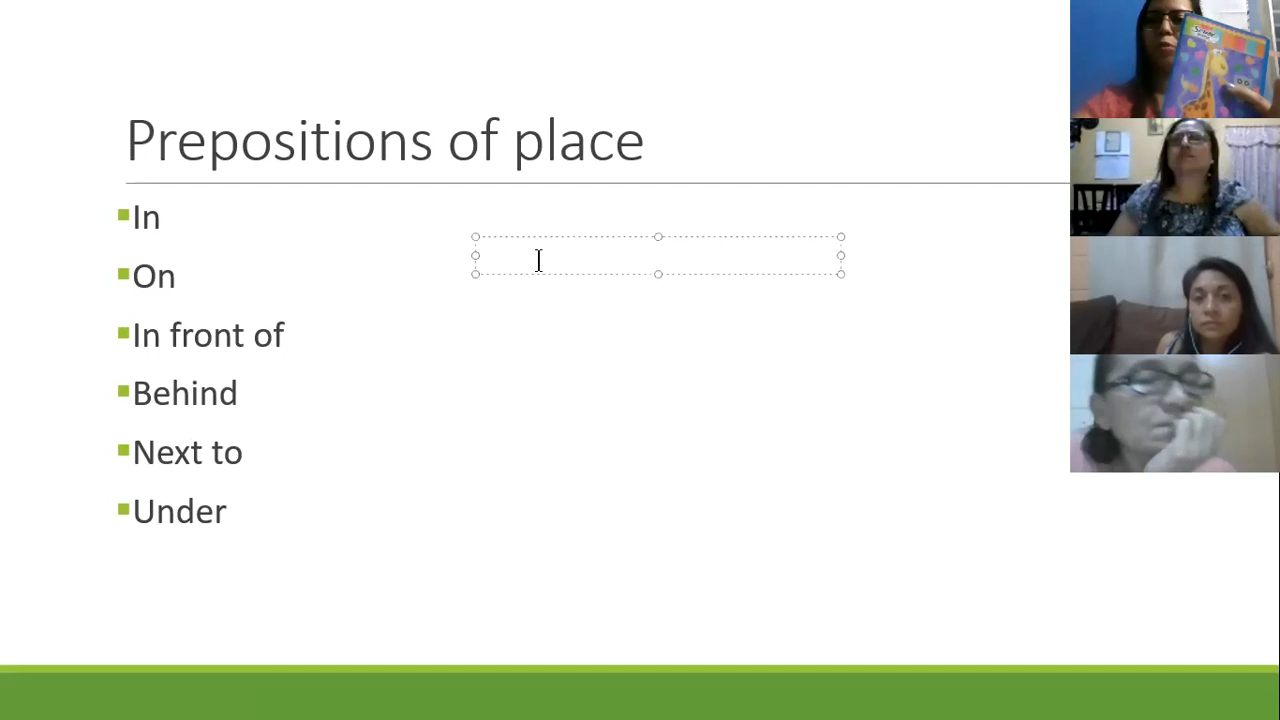 Prepositions of place
In
On
In front of
Behind
Next to
Under